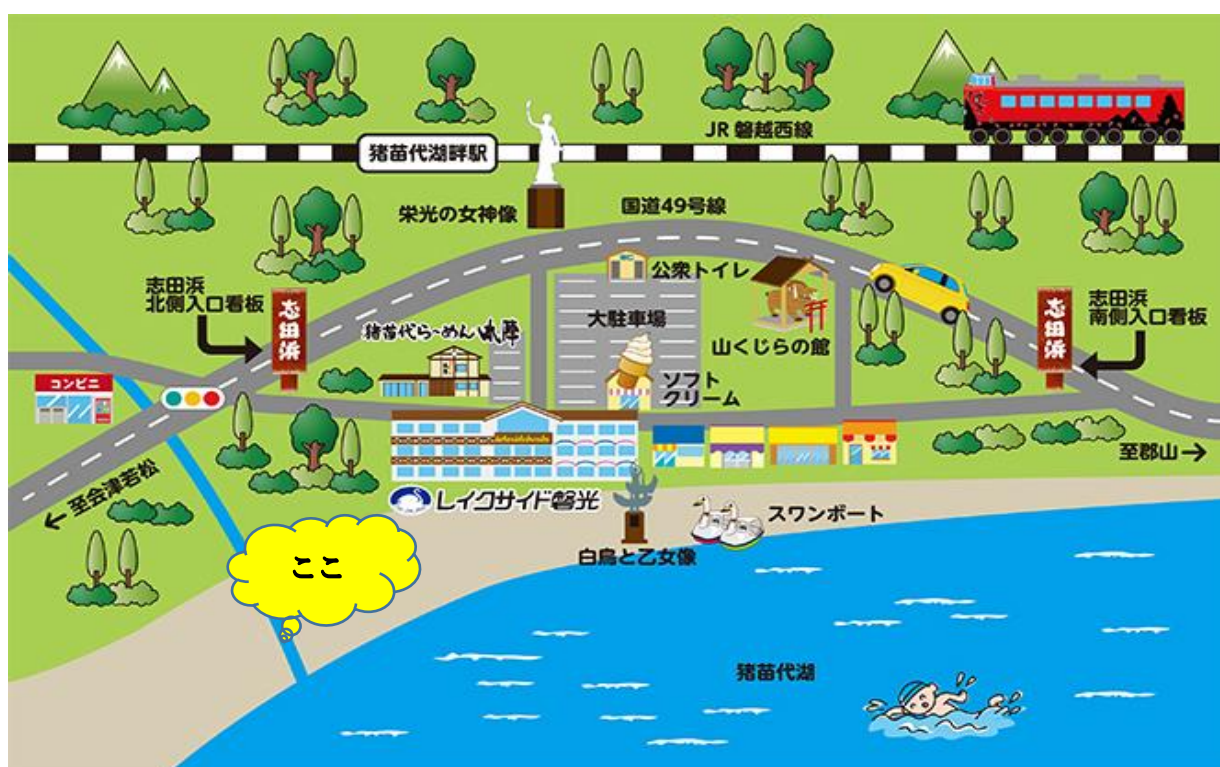 JR 磐越西線
猪苗代湖畔駅
栄光の女神像
国道49号線
公衆トイレ
志田浜
北側入口看板
志田浜
猪苗代らーめん 本陣
大駐車場
山くじらの館
志田浜
志田浜
南側入口看板
コンビニ
ソフト
クリーム
至郡山→
←至会津若松
レイクサイド磐光
スワンボート
白鳥と乙女像
ここ
猪苗代湖